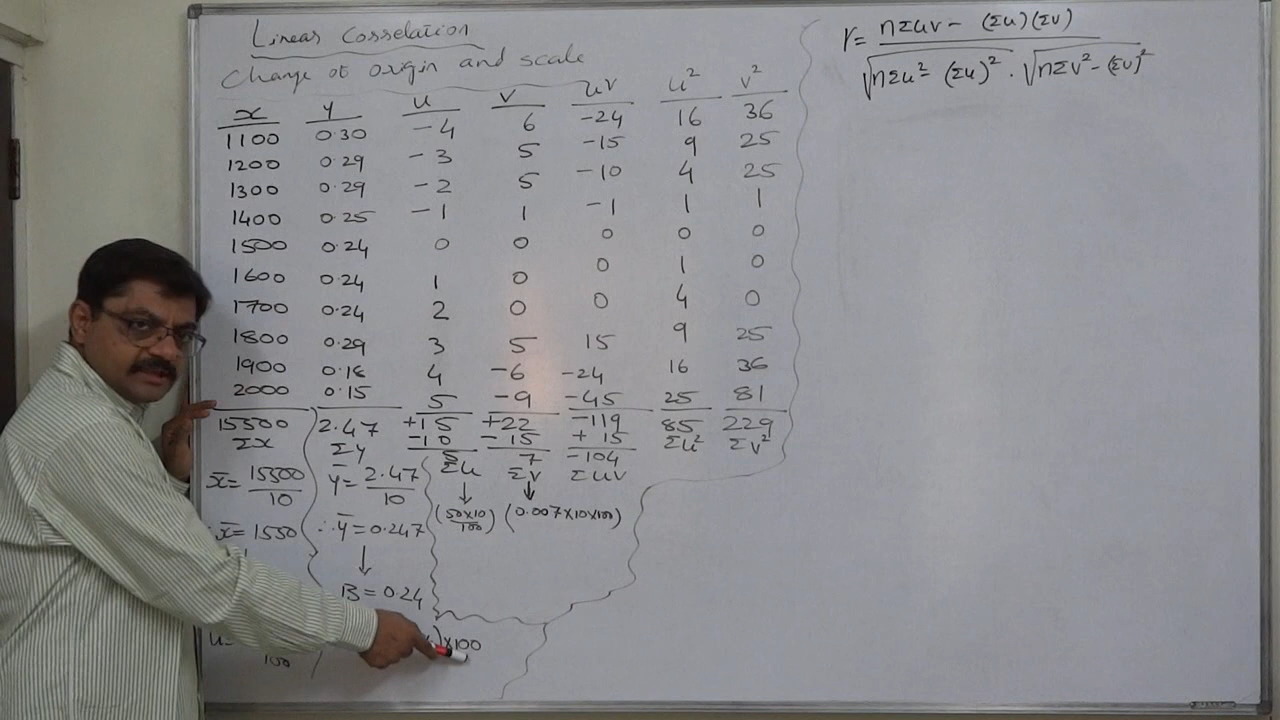 Linear Correlation
Change of origin and scale
x y u v uv u² v²
1100 0.30 -4 6 -24 16 36
1200 0.29 -3 5 -15 9 25
1300 0.29 -2 5 -10 4 25
1400 0.25 -1 1 -1 1 1
1500 0.24 0 0 0 0 0
1600 0.24 1 0 0 1 0
1700 0.24 2 0 0 4 0
1800 0.29 3 5 15 9 25
1900 0.18 4 -6 -24 16 36
2000 0.15 5 -9 -45 25 81
15500 2.47 +15 +22 -119 85 229
Σx Σy -10 -15 + 15 Σu² Σv²
5 7 -104
Σu Σv Σuv
x̄ = 15500/10 ȳ = 2.47/10
↓ ↓
(50×10/100) (0.007×10×100)
x̄ = 1550 ∴ ȳ = 0.247
↓
B = 0.24
u= )×100
100
r = nΣuv - (Σu)(Σv) / √nΣu² - (Σu)² · √nΣv² - (Σv)²